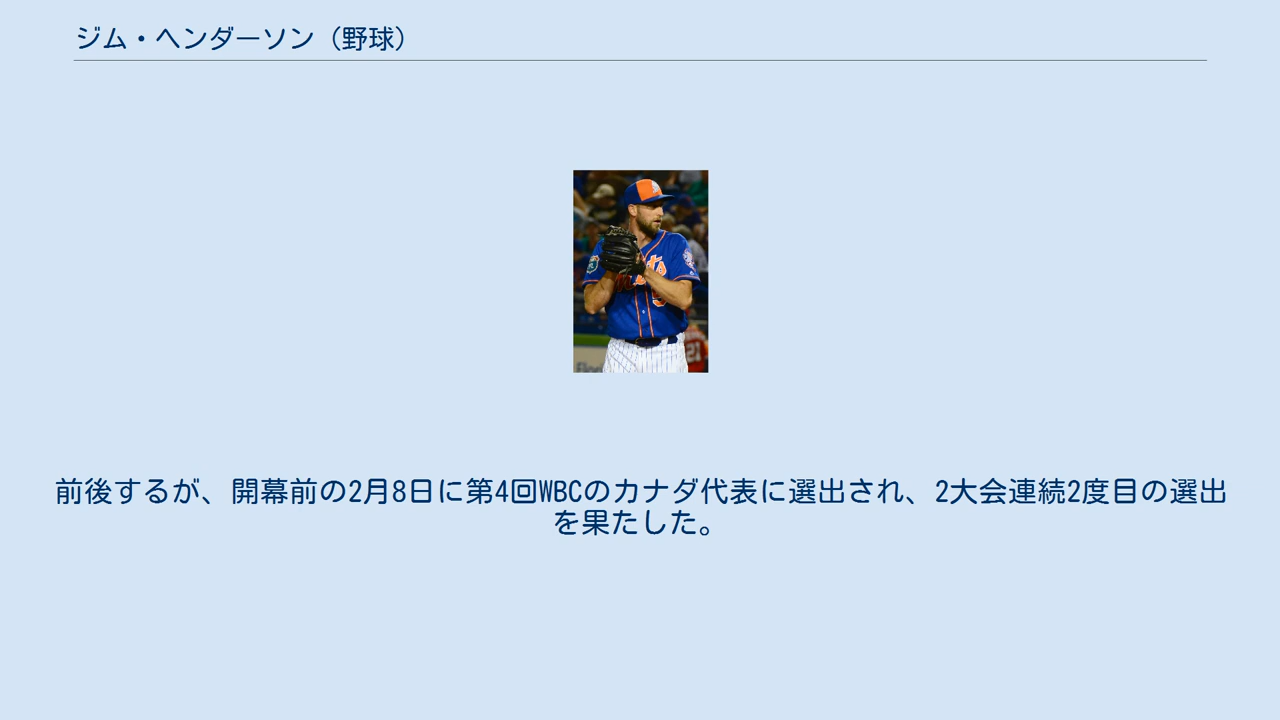 ジム・ヘンダーソン（野球）
21
前後するが、開幕前の2月8日に第4回WBCのカナダ代表に選出され、2大会連続2度目の選出
を果たした。